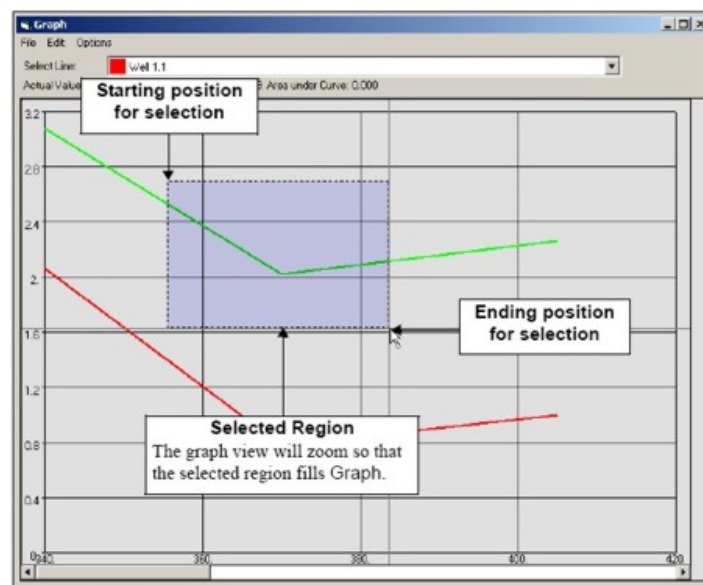 Graph
File Edit Options
Select Line: Well 1.1
Actual Value 9 Area under Curve: 0.000
Starting position
for selection
3.2
2.8
2.4
2.
1.6
1.2
0.8
0.4
0.
Ending position
for selection
Selected Region
The graph view will zoom so that
the selected region fills Graph.
340. 360. 380. 400. 420.